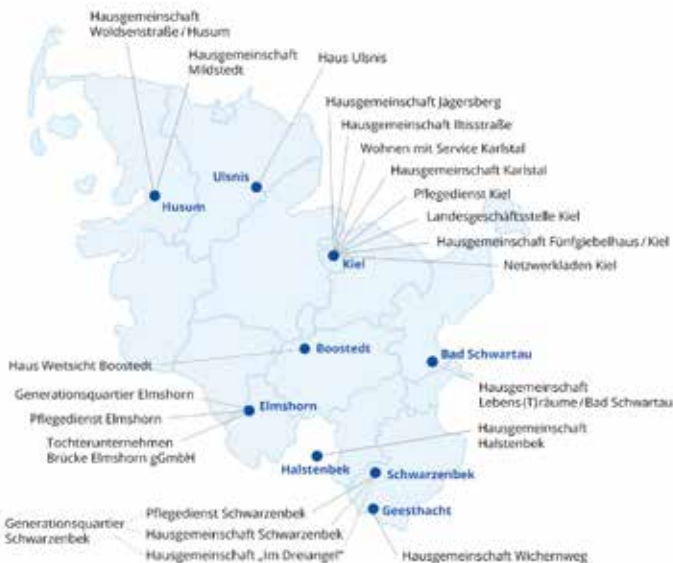 Hausgemeinschaft
Woldsenstraße / Husum
Hausgemeinschaft
Mildstedt
Haus Ulsnis
Hausgemeinschaft Jägersberg
Hausgemeinschaft Iltisstraße
Wohnen mit Service Karlstal
Hausgemeinschaft Karlstal
Pflegedienst Kiel
Landesgeschäftsstelle Kiel
Hausgemeinschaft Fünfgiebelhaus / Kiel
Netzwerkladen Kiel
Ulsnis
Husum
Kiel
Boostedt
Bad Schwartau
Haus Weitsicht Boostedt
Generationsquartier Elmshorn
Pflegedienst Elmshorn
Tochterunternehmen
Brücke Elmshorn gGmbH
Elmshorn
Hausgemeinschaft
Lebens(T)räume / Bad Schwartau
Hausgemeinschaft
Halstenbek
Halstenbek
Schwarzenbek
Geesthacht
Generationsquartier
Schwarzenbek
Pflegedienst Schwarzenbek
Hausgemeinschaft Schwarzenbek
Hausgemeinschaft „Im Dreiangel“
Hausgemeinschaft Wichernweg